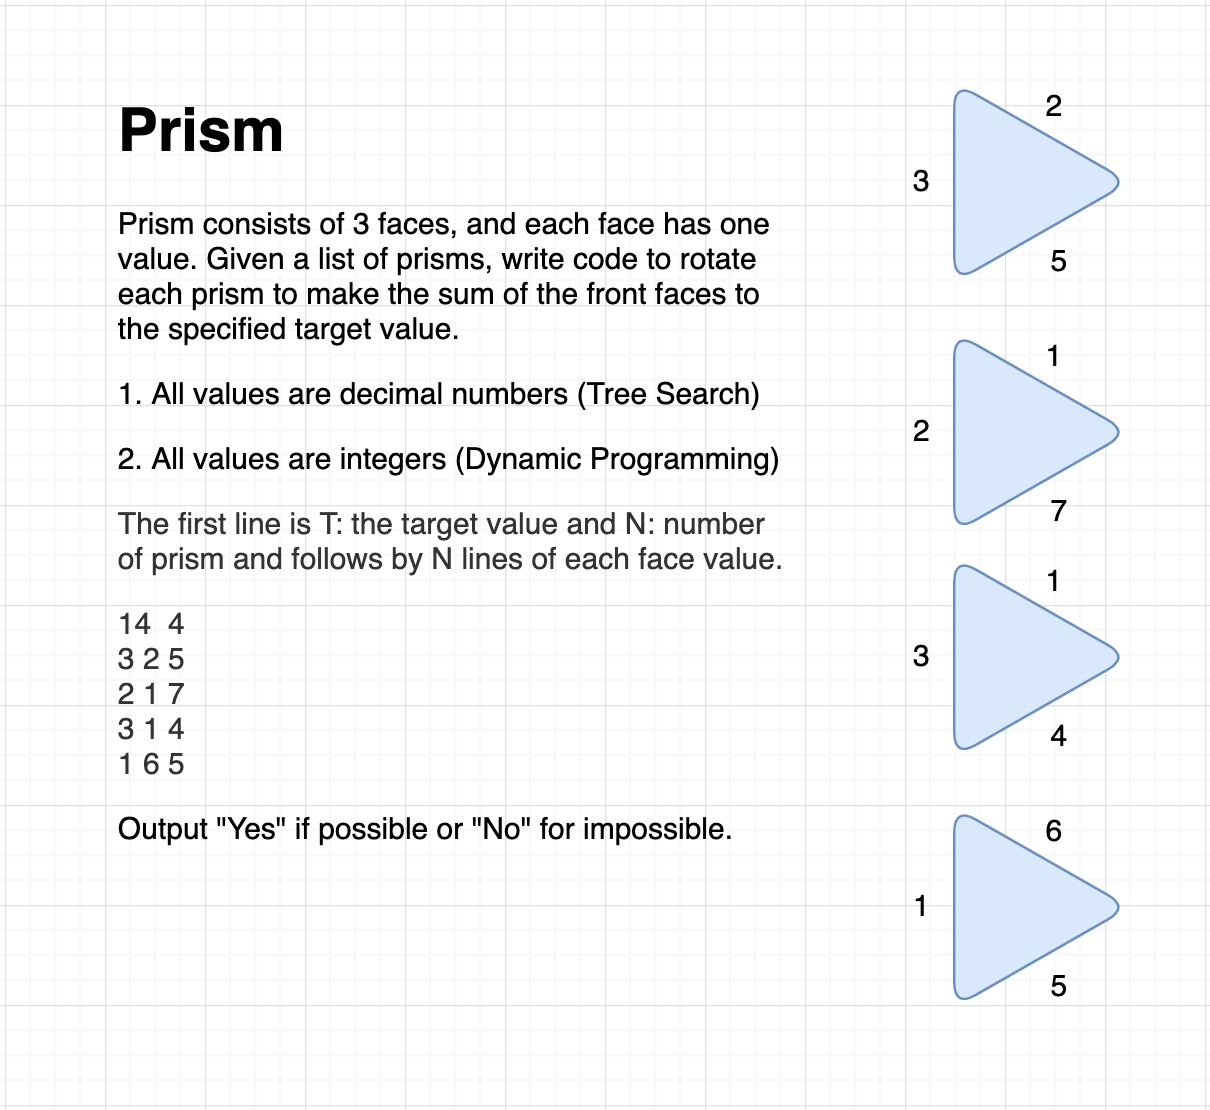 Prism
Prism consists of 3 faces, and each face has one
value. Given a list of prisms, write code to rotate
each prism to make the sum of the front faces to
the specified target value.
1. All values are decimal numbers (Tree Search)
2. All values are integers (Dynamic Programming)
The first line is T: the target value and N: number
of prism and follows by N lines of each face value.
14 4
3 2 5
2 1 7
3 1 4
1 6 5
Output "Yes" if possible or "No" for impossible.
2
3
5
1
2
7
1
3
4
6
1
5